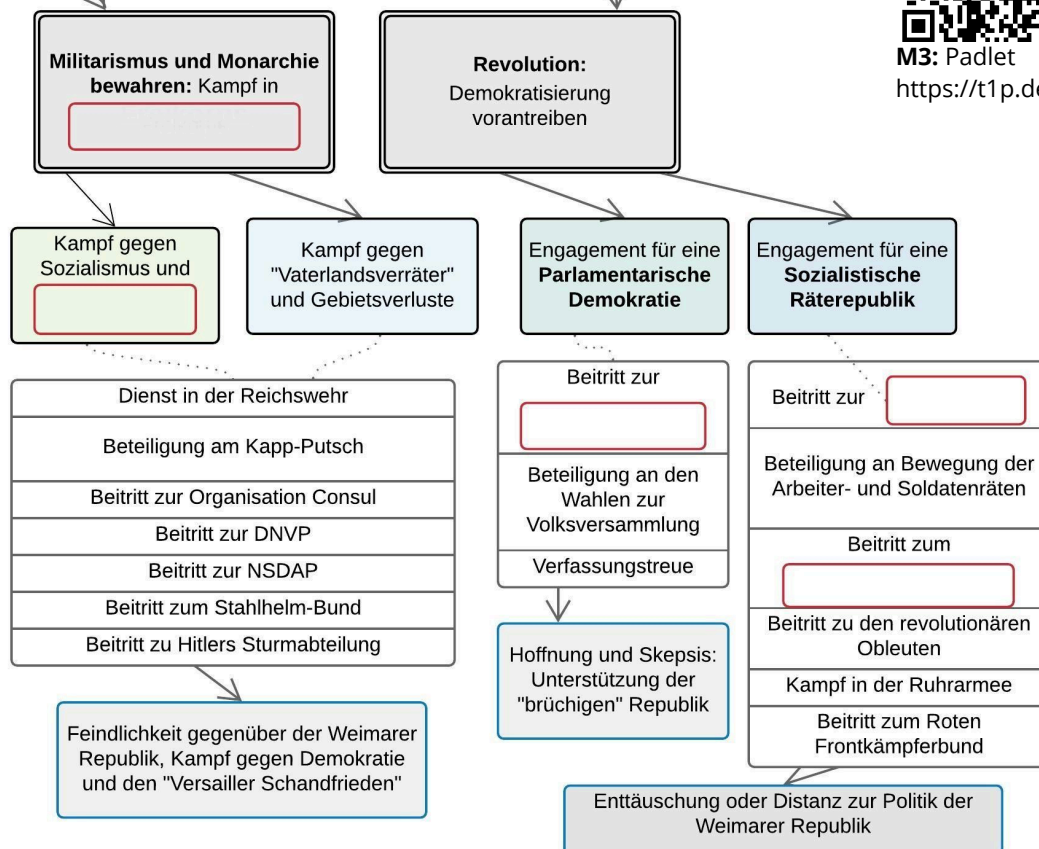 M3: Padlet
https://t1p.de
Militarismus und Monarchie
bewahren: Kampf in
Revolution:
Demokratisierung
vorantreiben
Kampf gegen
Sozialismus und
Kampf gegen
"Vaterlandsverräter"
und Gebietsverluste
Engagement für eine
Parlamentarische
Demokratie
Engagement für eine
Sozialistische
Räterepublik
Dienst in der Reichswehr
Beteiligung am Kapp-Putsch
Beitritt zur Organisation Consul
Beitritt zur DNVP
Beitritt zur NSDAP
Beitritt zum Stahlhelm-Bund
Beitritt zu Hitlers Sturmabteilung
Feindlichkeit gegenüber der Weimarer
Republik, Kampf gegen Demokratie
und den "Versailler Schandfrieden"
Beitritt zur
Beteiligung an den
Wahlen zur
Volksversammlung
Verfassungstreue
Hoffnung und Skepsis:
Unterstützung der
"brüchigen" Republik
Beitritt zur
Beteiligung an Bewegung der
Arbeiter- und Soldatenräten
Beitritt zum
Beitritt zu den revolutionären
Obleuten
Kampf in der Ruhrarmee
Beitritt zum Roten
Frontkämpferbund
Enttäuschung oder Distanz zur Politik der
Weimarer Republik